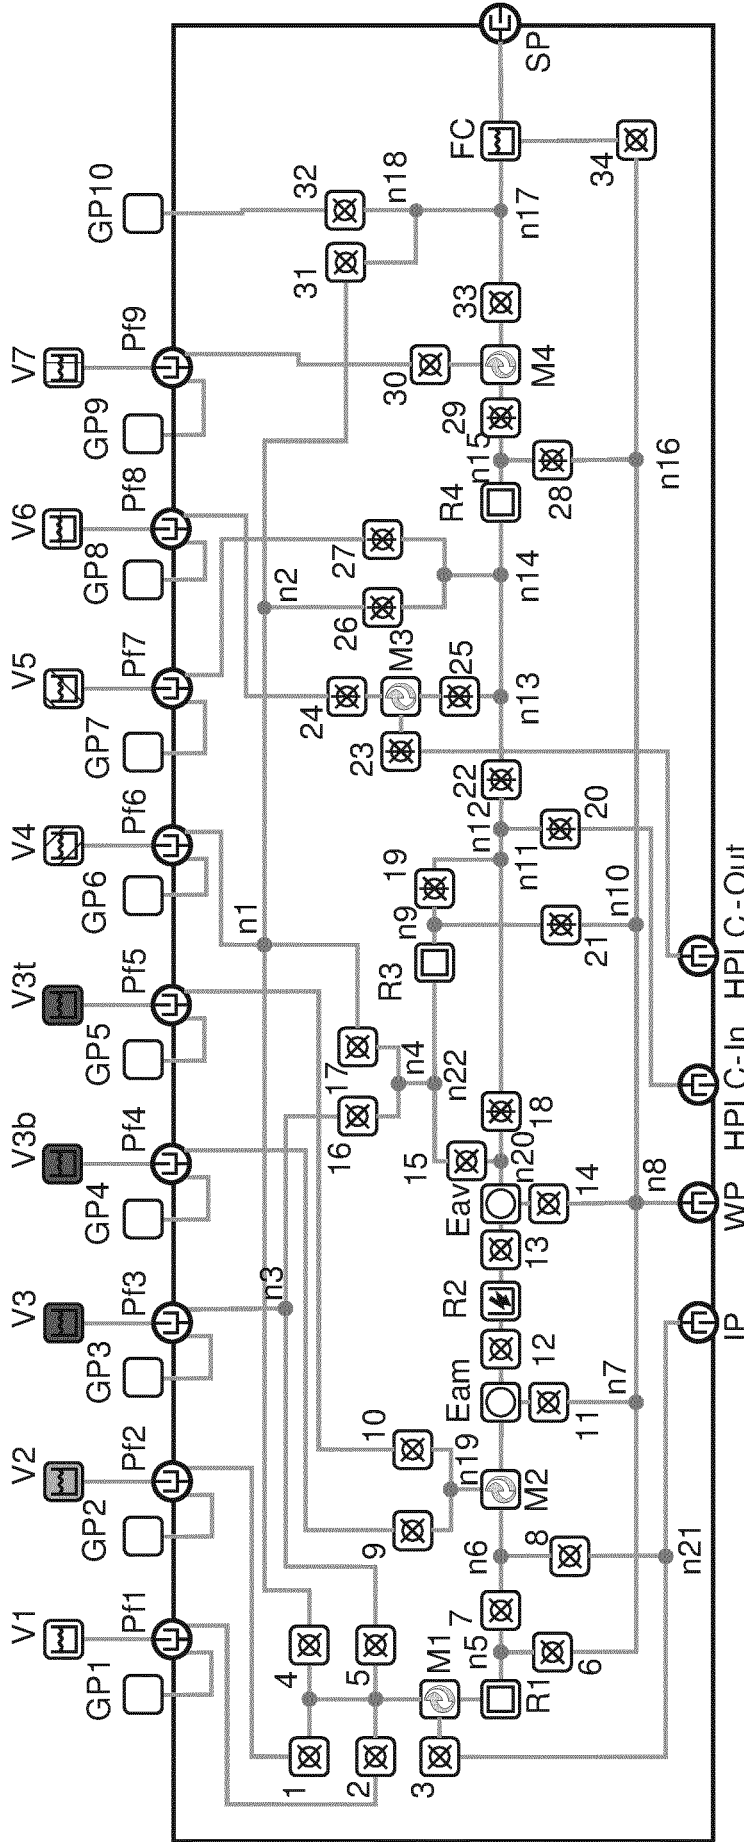 V1 V2 V3 V3b V3t V4 V5 V6 V7
GP1 Pf1 GP2 Pf2 GP3 Pf3 GP4 Pf4 GP5 Pf5 GP6 Pf6 GP7 Pf7 GP8 Pf8 GP9 Pf9 GP10
n3 n1 n2
4 31 32
1 16 17 24 26 27
5 10 19 23 n18
2 9 n4 n9 M3 30
M1 R3 25
3 n5 7 n6 n19 Eam R2 Eav 15 n22 n12 22 R4 n15 29 33 FC
R1 M2 12 13 n20 18 n11 n13 n14 M4 n17 SP
6 8 11 14 21 20 28 34
n7 n10
n21 n8 n16
IP WP HPLC-In HPLC-Out